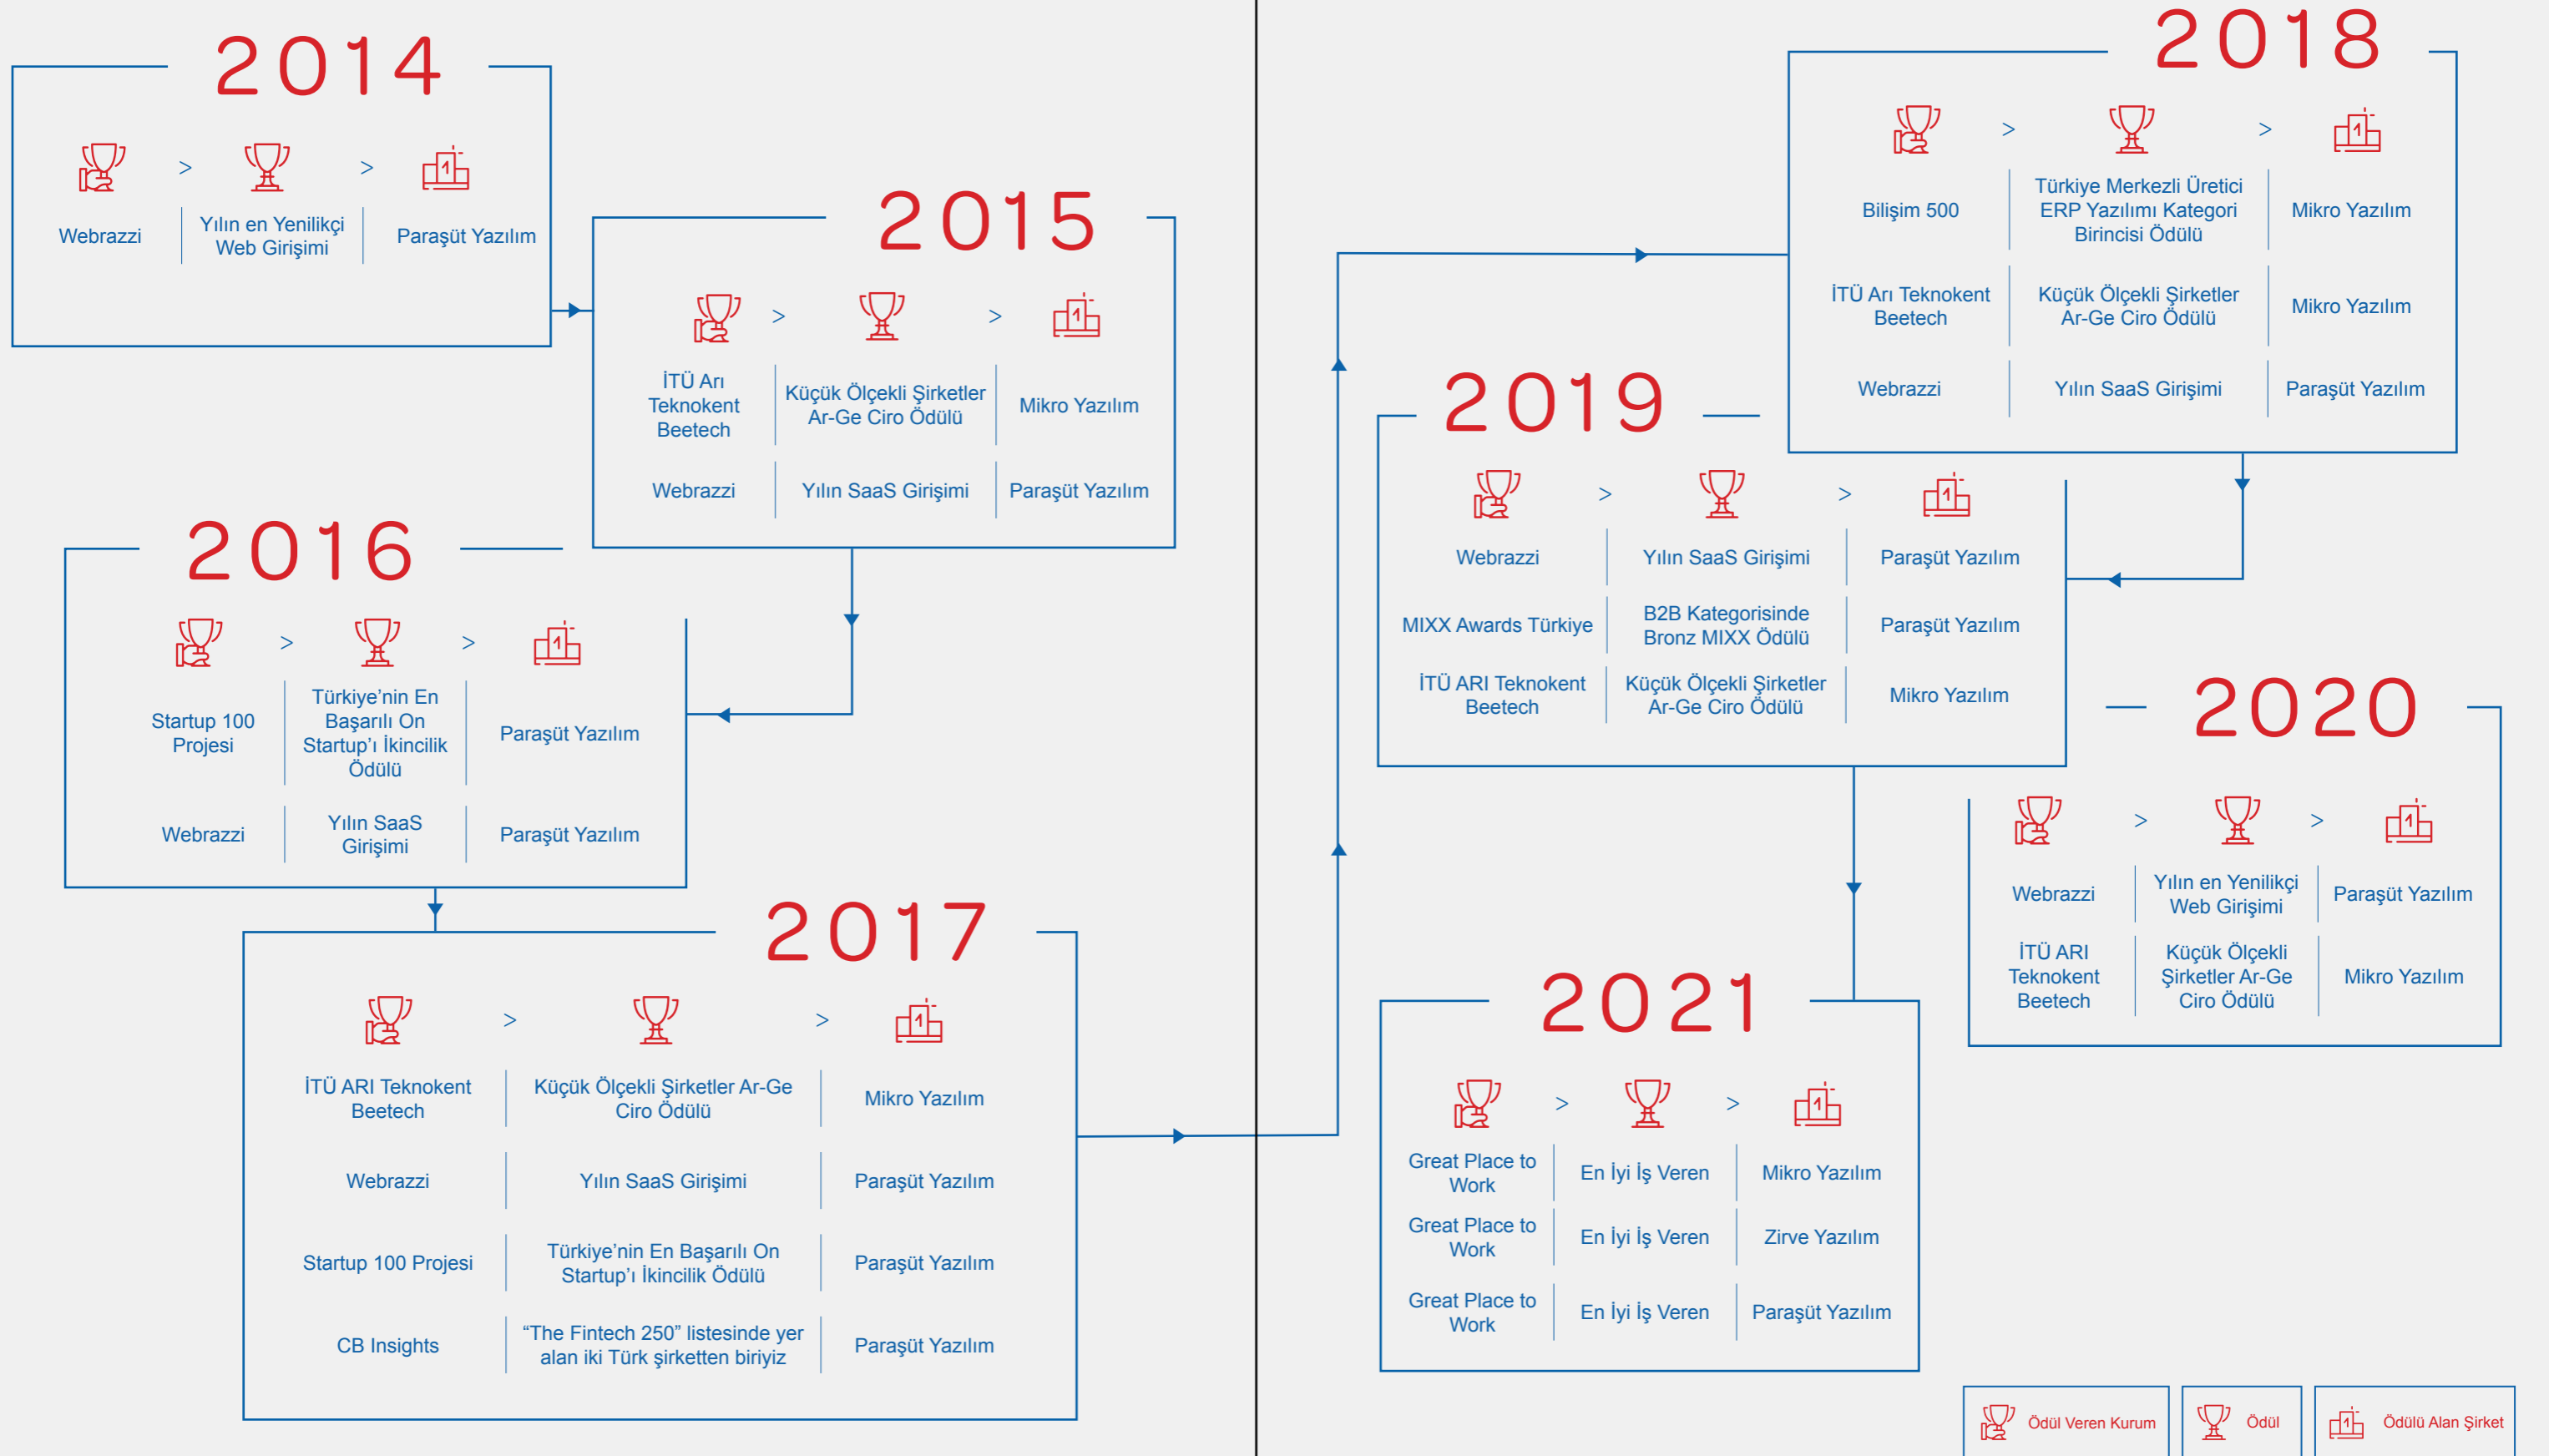 2014
>
>
Webrazzi
Yılın en Yenilikçi
Web Girişimi
Paraşüt Yazılım
2015
>
>
İTÜ Arı
Teknokent
Beetech
Küçük Ölçekli Şirketler
Ar-Ge Ciro Ödülü
Mikro Yazılım
Webrazzi
Yılın SaaS Girişimi
Paraşüt Yazılım
2016
>
>
Startup 100
Projesi
Türkiye’nin En
Başarılı On
Startup’ı İkincilik
Ödülü
Paraşüt Yazılım
Webrazzi
Yılın SaaS
Girişimi
Paraşüt Yazılım
2017
>
>
İTÜ ARI Teknokent
Beetech
Küçük Ölçekli Şirketler Ar-Ge
Ciro Ödülü
Mikro Yazılım
Webrazzi
Yılın SaaS Girişimi
Paraşüt Yazılım
Startup 100 Projesi
Türkiye’nin En Başarılı On
Startup’ı İkincilik Ödülü
Paraşüt Yazılım
CB Insights
“The Fintech 250” listesinde yer
alan iki Türk şirketten biriyiz
Paraşüt Yazılım
2018
>
>
Bilişim 500
Türkiye Merkezli Üretici
ERP Yazılımı Kategori
Birincisi Ödülü
Mikro Yazılım
İTÜ Arı Teknokent
Beetech
Küçük Ölçekli Şirketler
Ar-Ge Ciro Ödülü
Mikro Yazılım
Webrazzi
Yılın SaaS Girişimi
Paraşüt Yazılım
2019
>
>
Webrazzi
Yılın SaaS Girişimi
Paraşüt Yazılım
MIXX Awards Türkiye
B2B Kategorisinde
Bronz MIXX Ödülü
Paraşüt Yazılım
İTÜ ARI Teknokent
Beetech
Küçük Ölçekli Şirketler
Ar-Ge Ciro Ödülü
Mikro Yazılım
2020
>
>
Webrazzi
Yılın en Yenilikçi
Web Girişimi
Paraşüt Yazılım
İTÜ ARI
Teknokent
Beetech
Küçük Ölçekli
Şirketler Ar-Ge
Ciro Ödülü
Mikro Yazılım
2021
>
>
Great Place to
Work
En İyi İş Veren
Mikro Yazılım
Great Place to
Work
En İyi İş Veren
Zirve Yazılım
Great Place to
Work
En İyi İş Veren
Paraşüt Yazılım
Ödül Veren Kurum
Ödül
Ödülü Alan Şirket